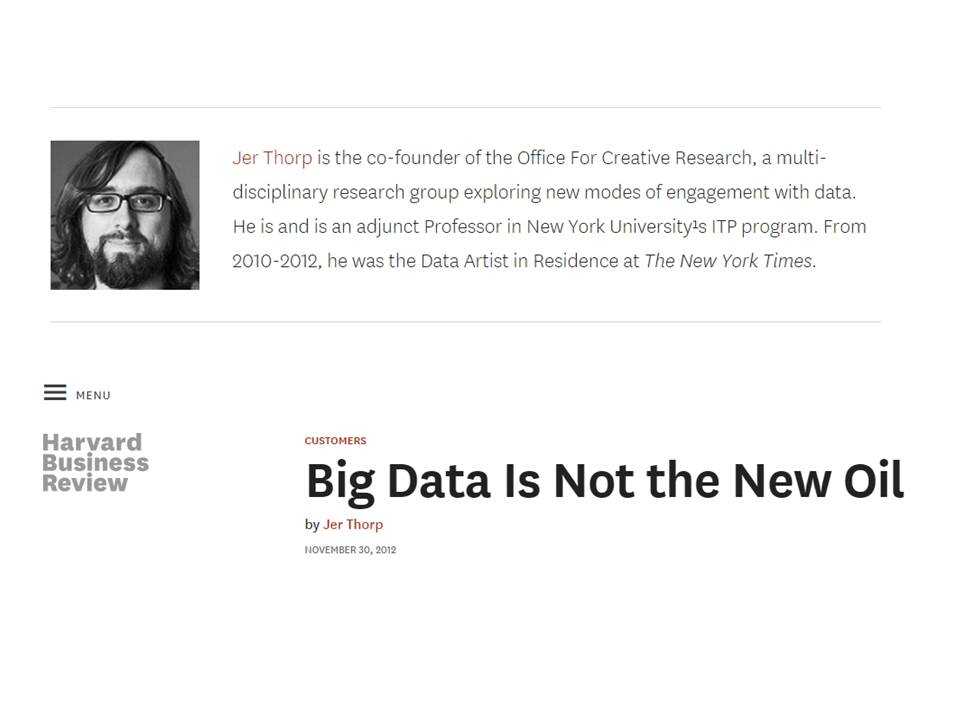 Jer Thorp is the co-founder of the Office For Creative Research, a multi-
disciplinary research group exploring new modes of engagement with data.
He is and is an adjunct Professor in New York University¹s ITP program. From
2010-2012, he was the Data Artist in Residence at The New York Times.
MENU
Harvard
Business
Review
CUSTOMERS
Big Data Is Not the New Oil
by Jer Thorp
NOVEMBER 30, 2012